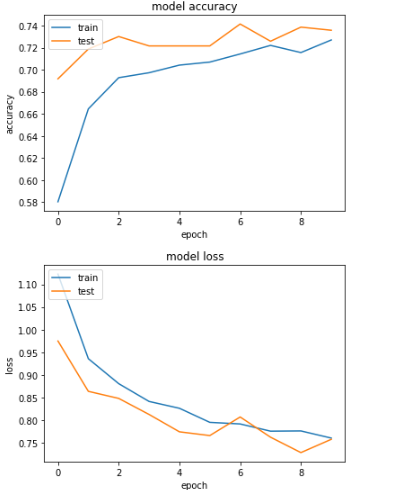 model accuracy
train
test
0.74
0.72
0.70
0.68
0.66
0.64
0.62
0.60
0.58
accuracy
0 2 4 6 8
epoch
model loss
train
test
1.10
1.05
1.00
0.95
0.90
0.85
0.80
0.75
loss
0 2 4 6 8
epoch